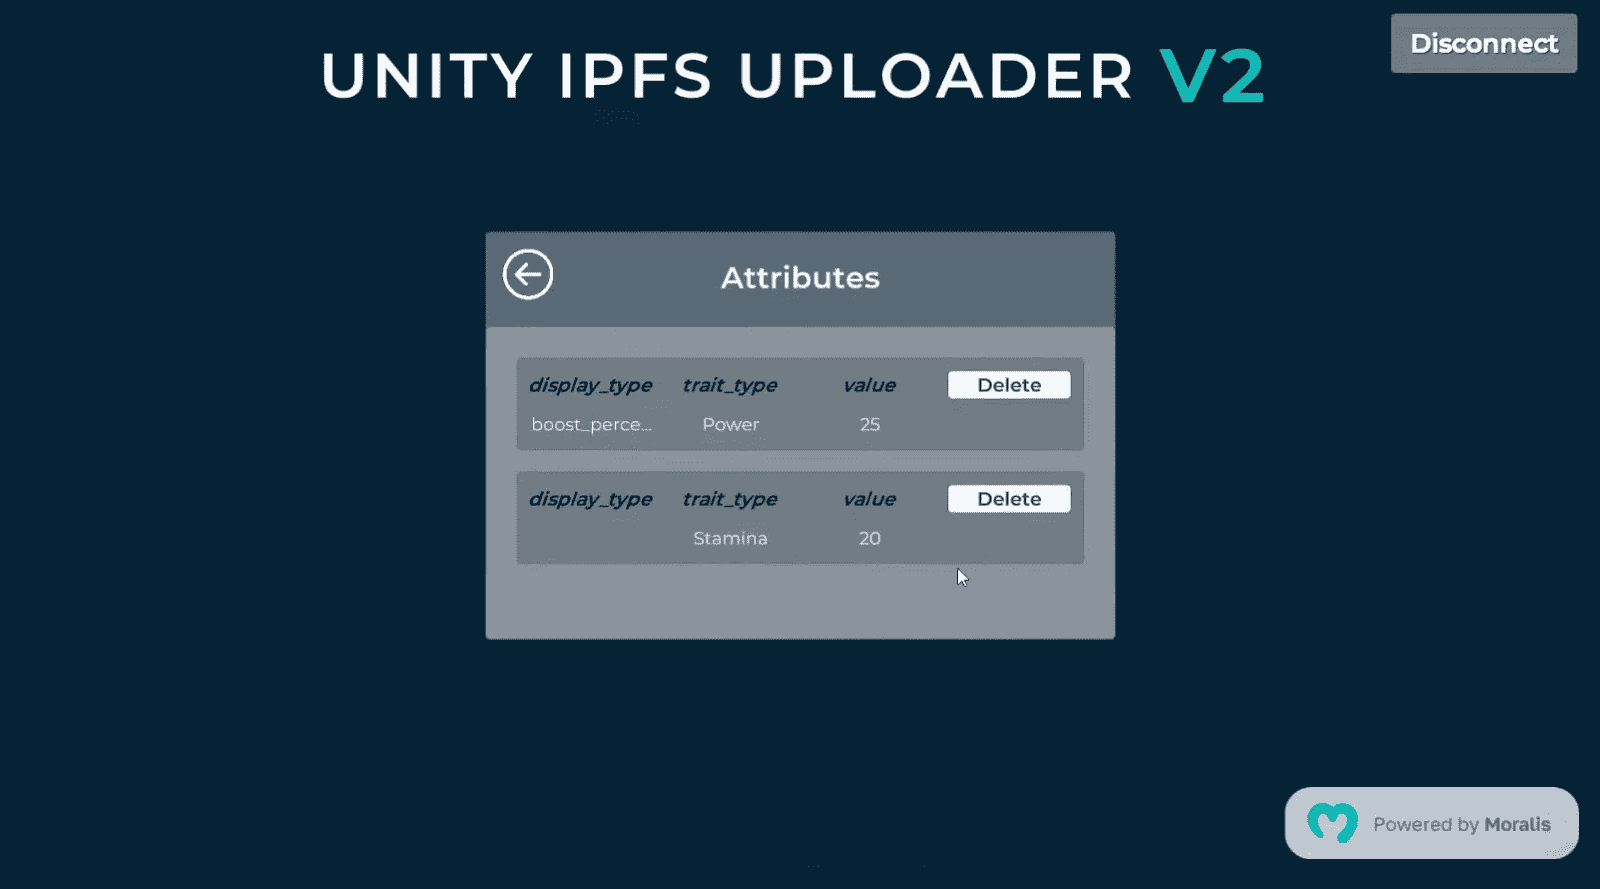 Disconnect
UNITY IPFS UPLOADER V2
Attributes
display_type trait_type value Delete
boost_perce... Power 25
display_type trait_type value Delete
Stamina 20
Powered by Moralis